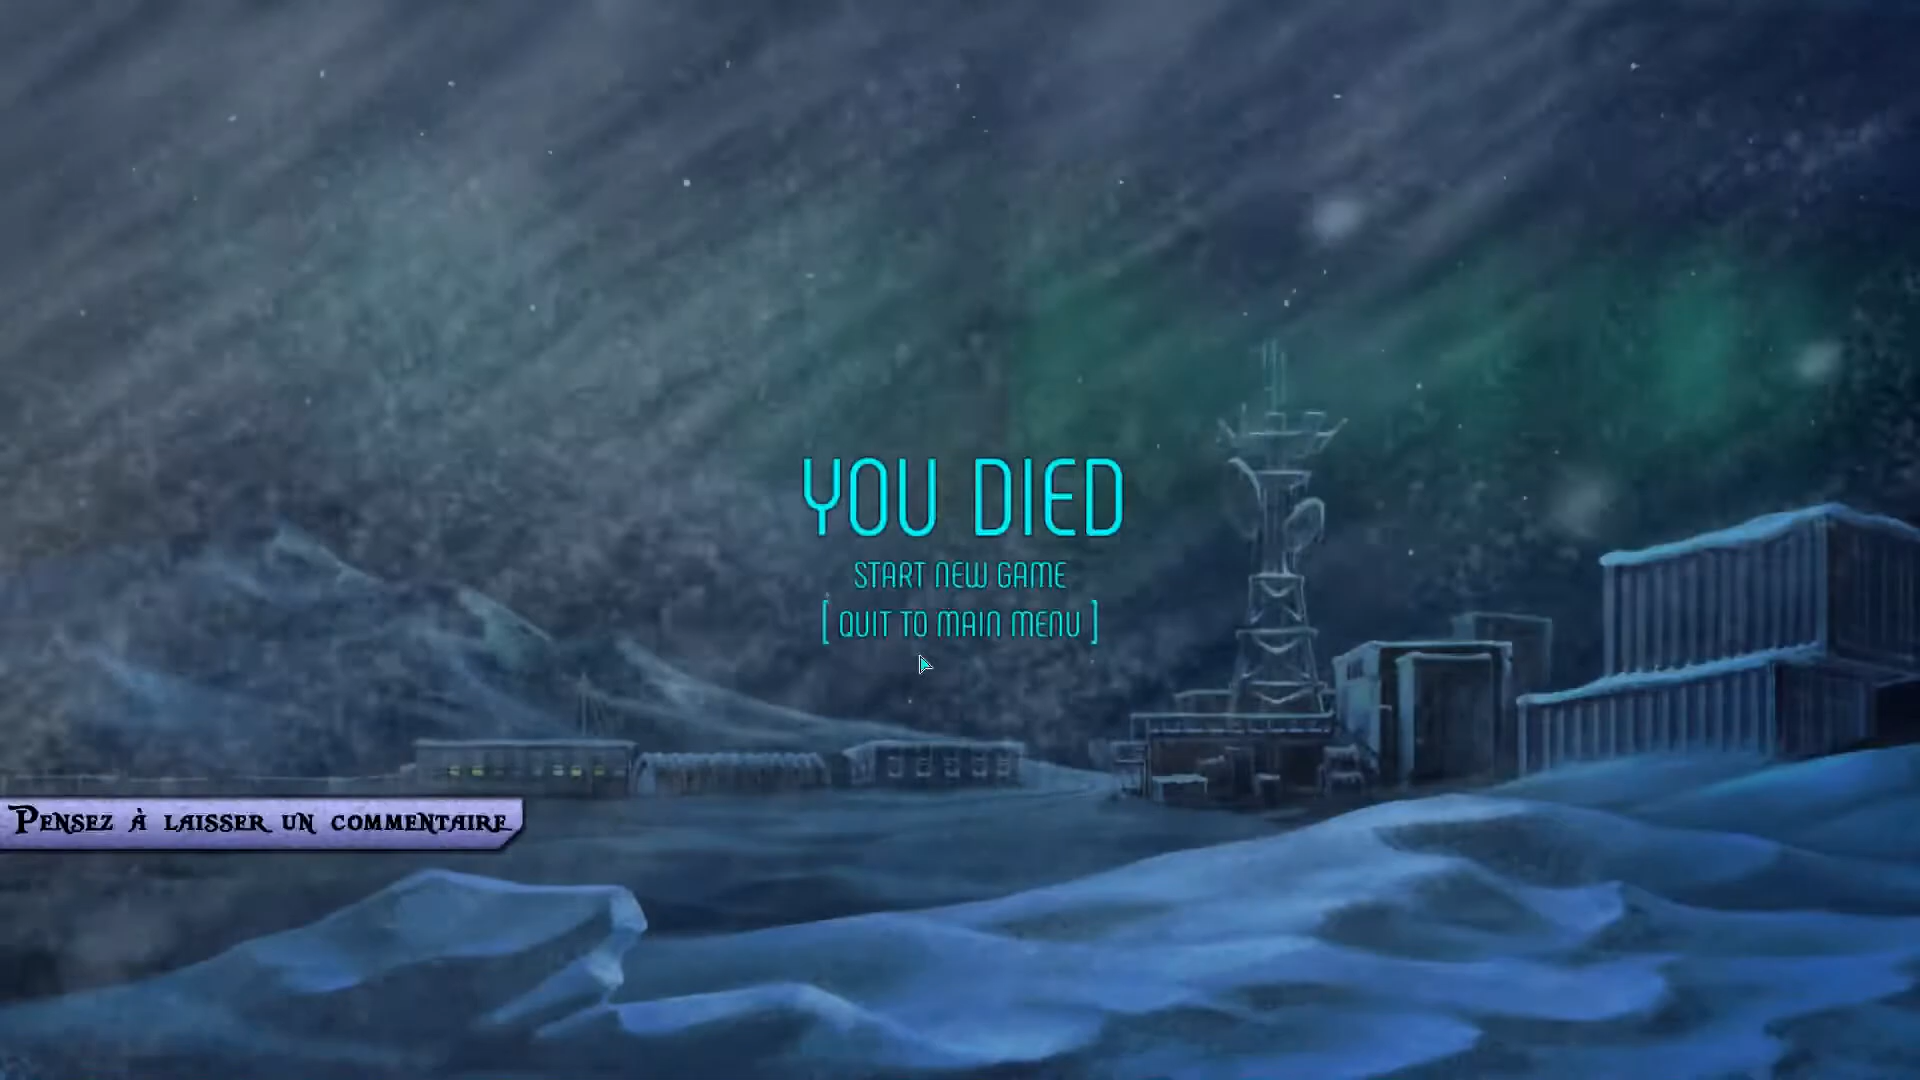 YOU DIED
START NEW GAME
[ QUIT TO MAIN MENU ]
Pensez à laisser un commentaire